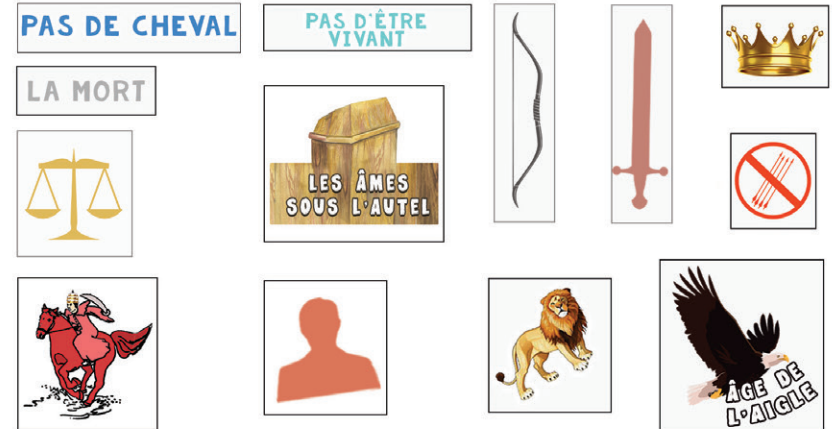 PAS DE CHEVAL
PAS D'ÊTRE
VIVANT
LA MORT
LES ÂMES
SOUS L'AUTEL
ÂGE DE
L'AIGLE